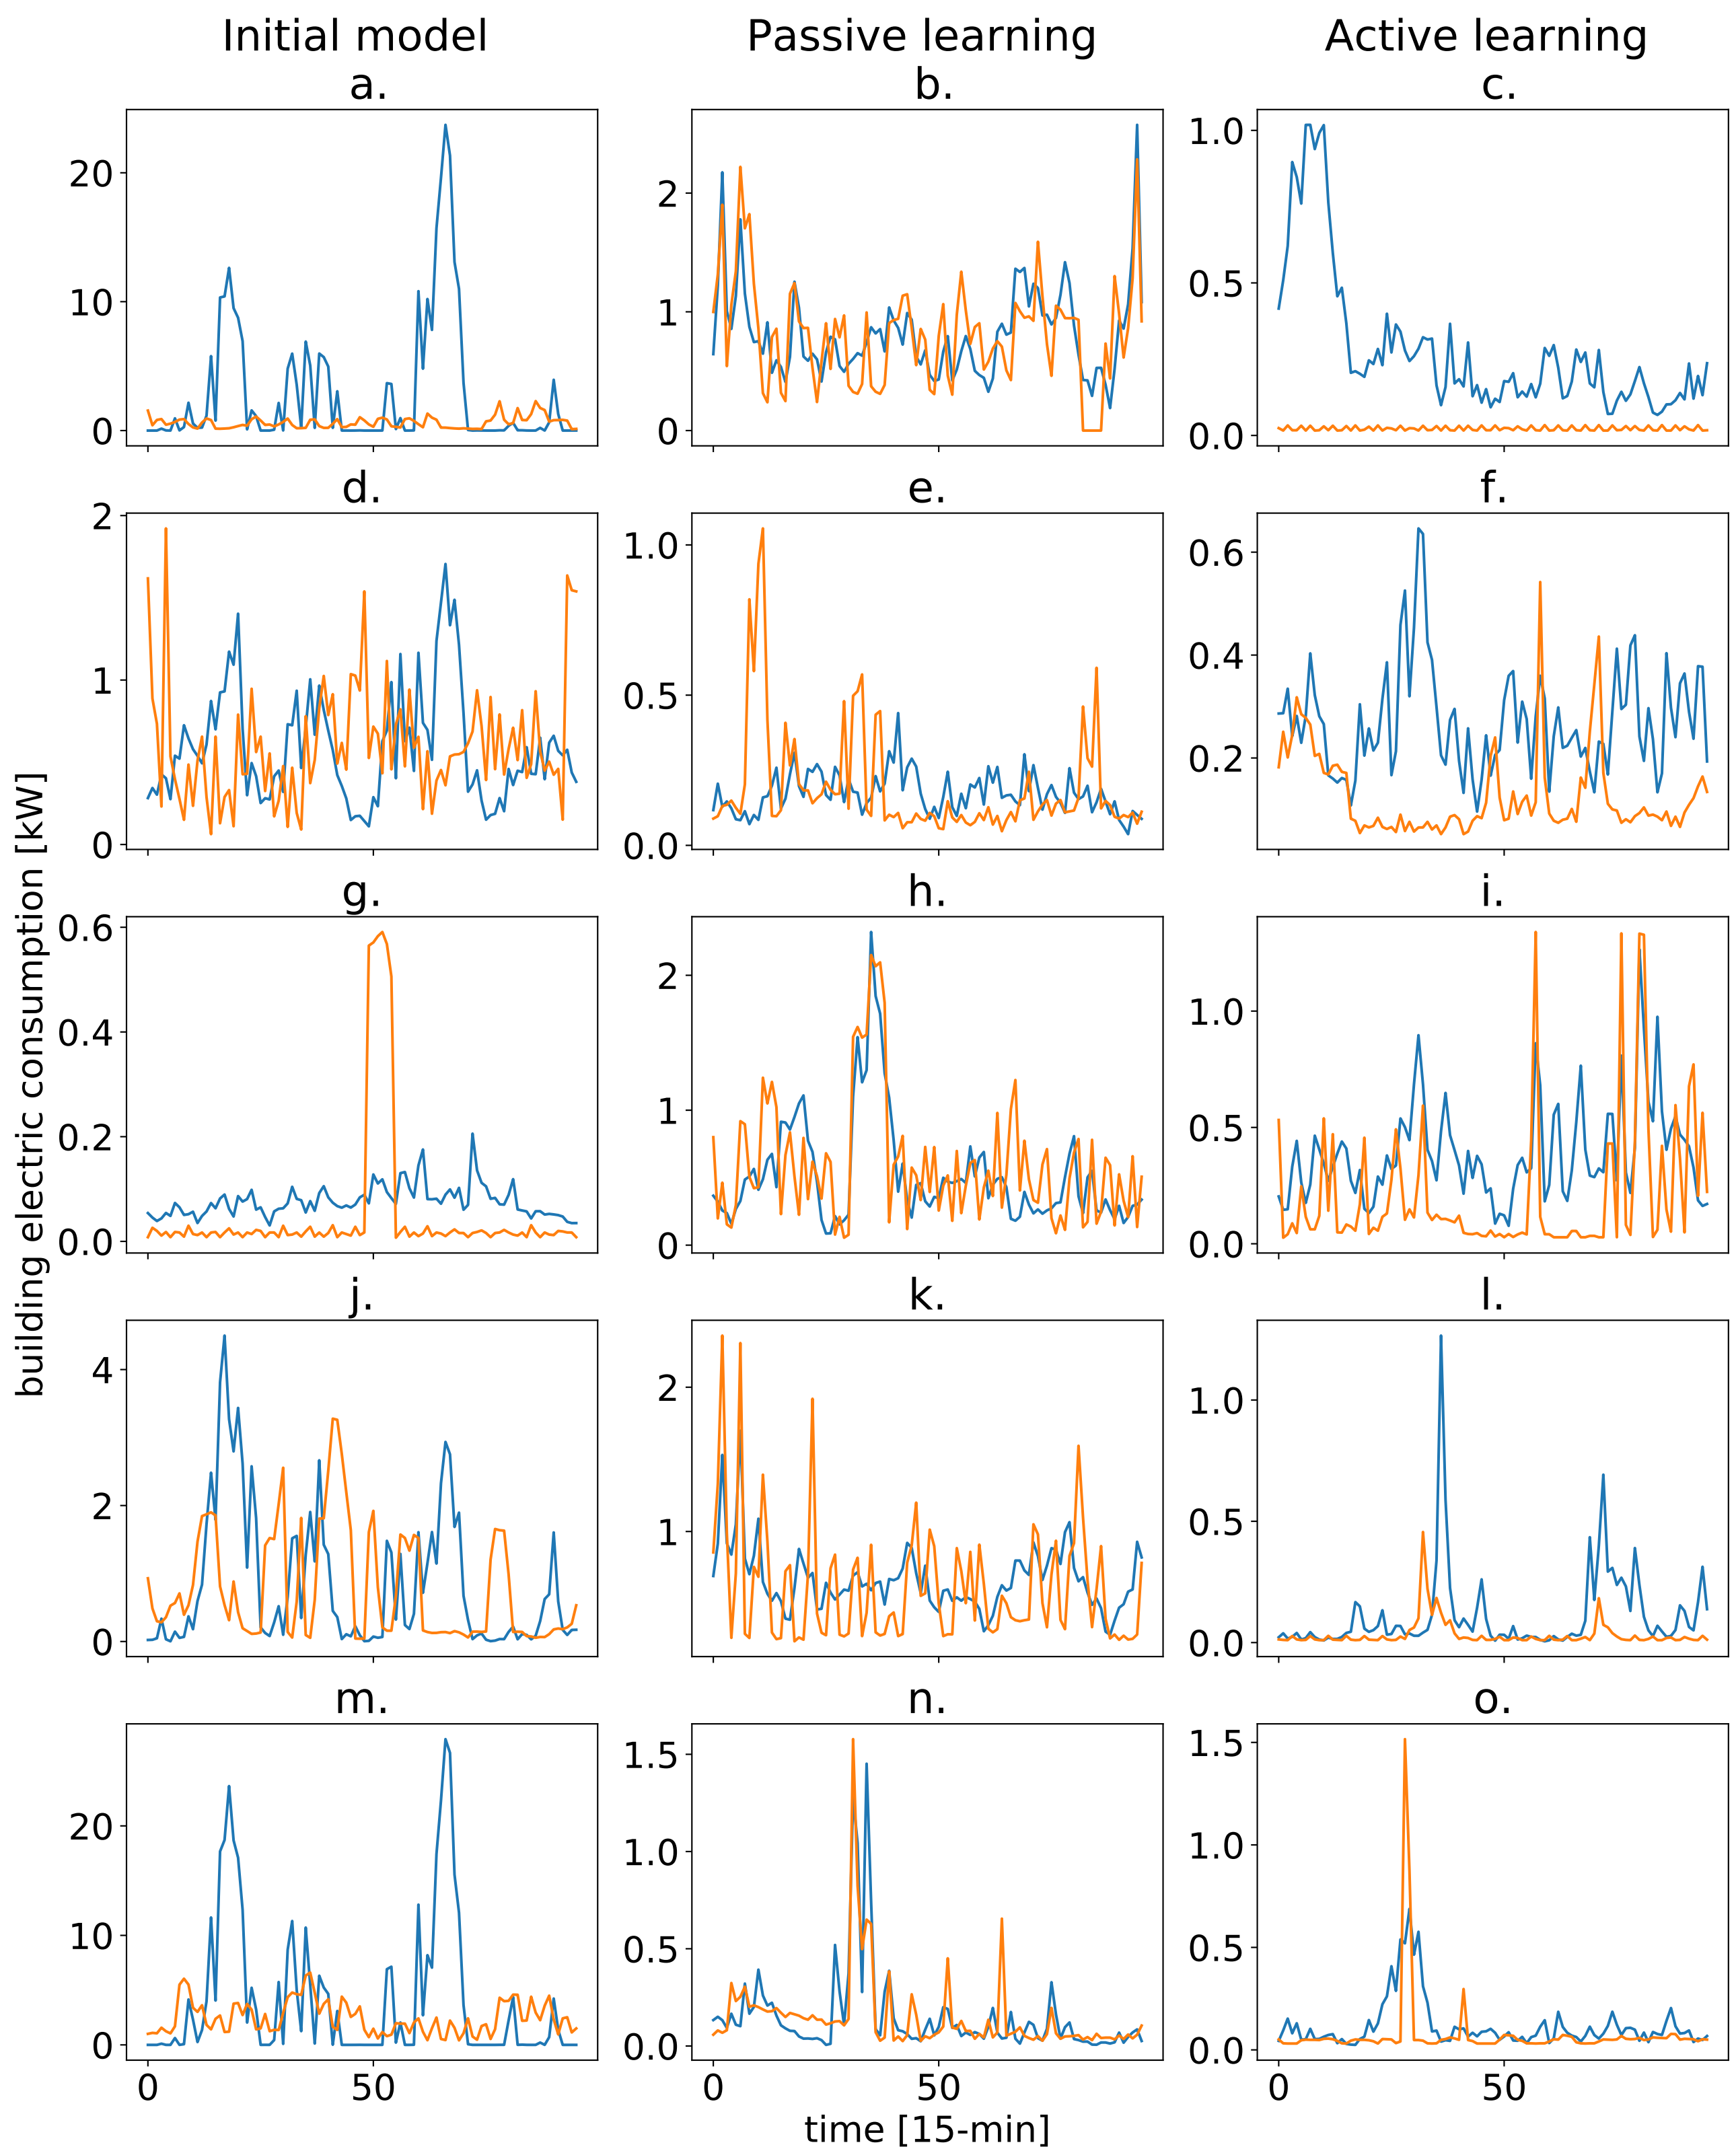 Initial model
Passive learning
Active learning
a.
b.
c.
20
10
0
2
1
0
1.0
0.5
0.0
d.
e.
f.
2
1
0
1.0
0.5
0.0
0.6
0.4
0.2
g.
h.
i.
0.6
0.4
0.2
0.0
2
1
0
1.0
0.5
0.0
building electric consumption [kW]
j.
k.
l.
4
2
0
2
1
1.0
0.5
0.0
m.
n.
o.
20
10
0
1.5
1.0
0.5
0.0
1.5
1.0
0.5
0.0
0 50
0 50
0 50
time [15-min]